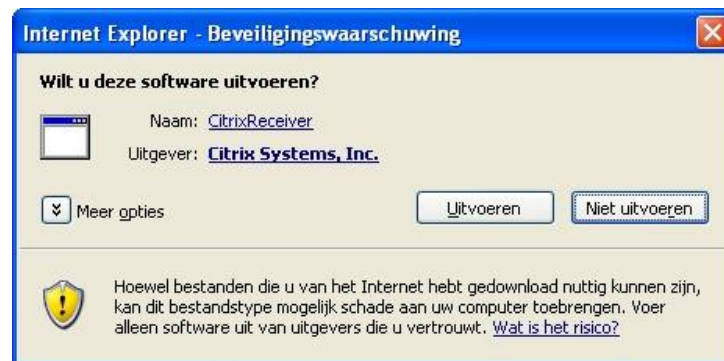 Internet Explorer - Beveiligingswaarschuwing
Wilt u deze software uitvoeren?
Naam: CitrixReceiver
Uitgever: Citrix Systems, Inc.
Meer opties
Uitvoeren
Niet uitvoeren
Hoewel bestanden die u van het Internet hebt gedownload nuttig kunnen zijn,
kan dit bestandstype mogelijk schade aan uw computer toebrengen. Voer
alleen software uit van uitgevers die u vertrouwt. Wat is het risico?